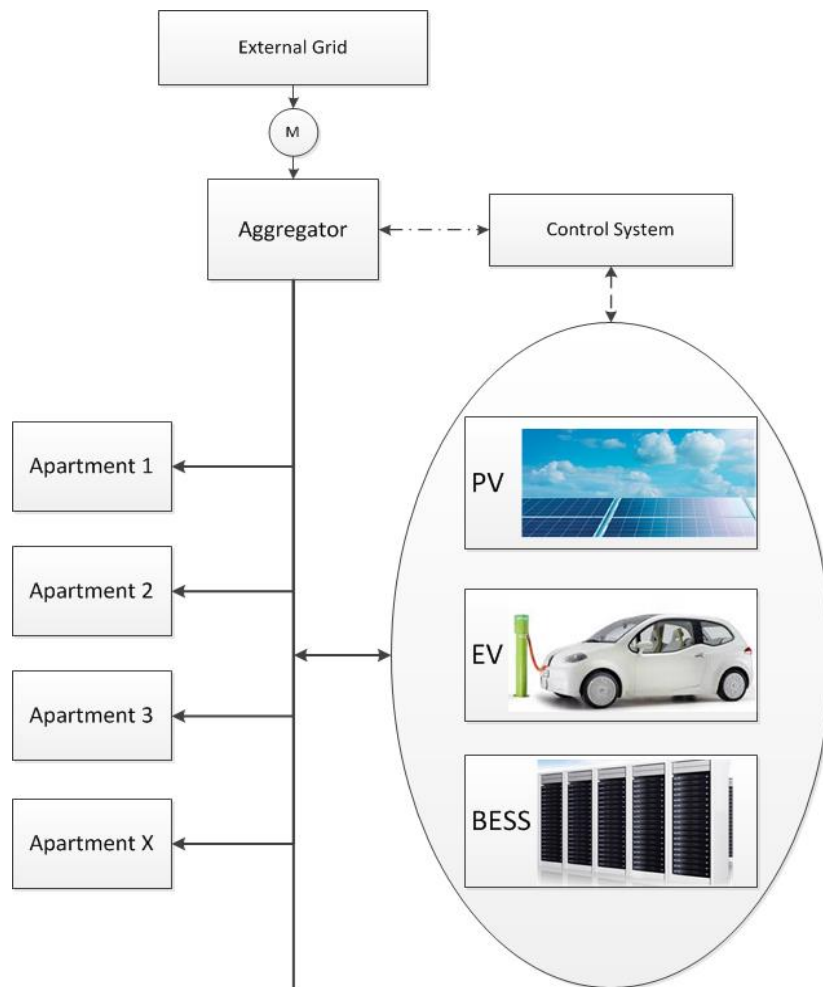 External Grid
M
Aggregator
Control System
Apartment 1
PV
Apartment 2
EV
Apartment 3
Apartment X
BESS